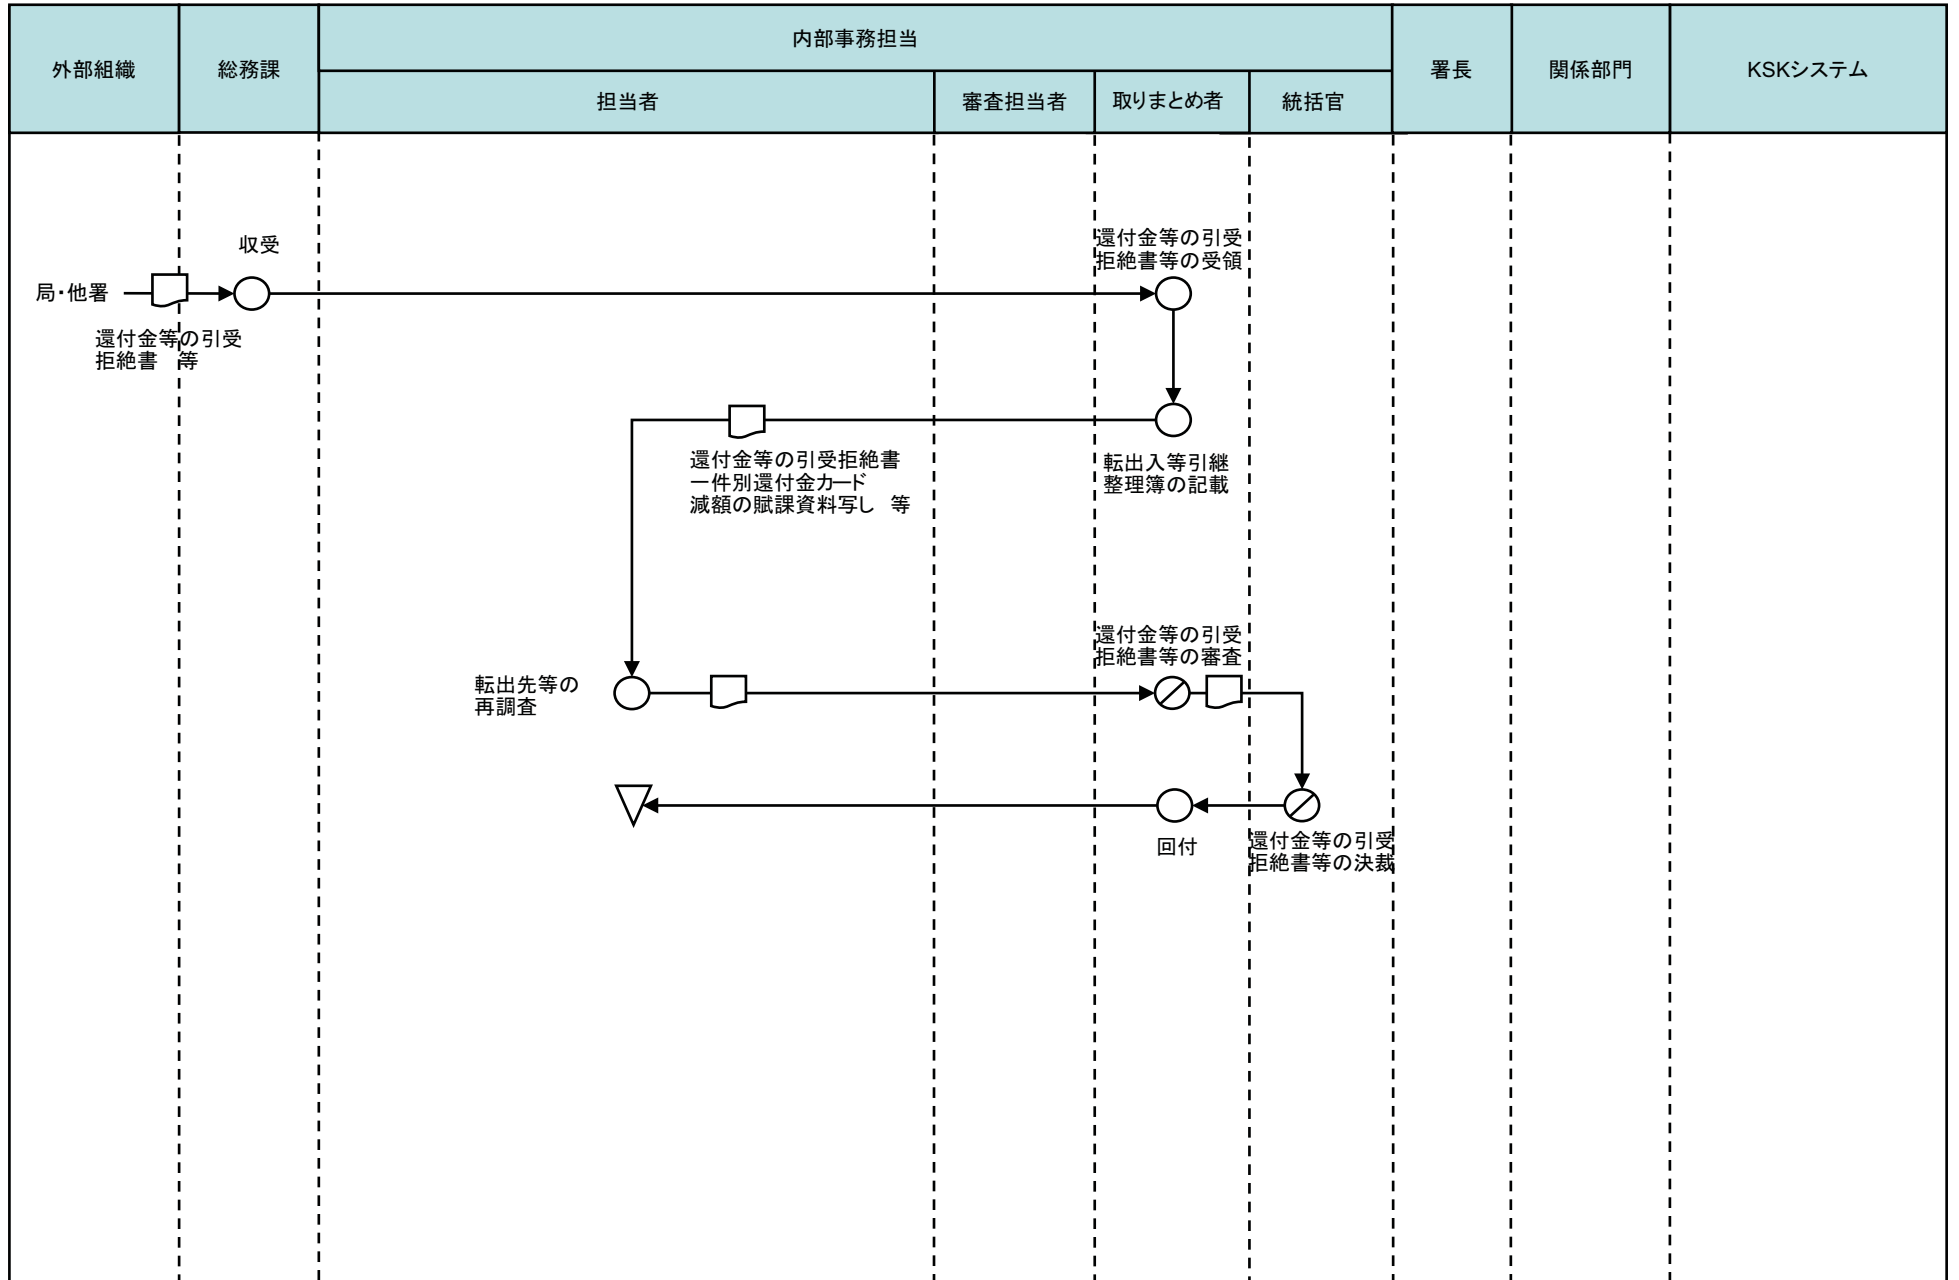 外部組織
総務課
内部事務担当
担当者
審査担当者
取りまとめ者
統括官
署長
関係部門
KSKシステム
収受
還付金等の引受
拒絶書等の受領
局・他署
還付金等の引受
拒絶書　等
還付金等の引受拒絶書
一件別還付金カード
減額の賦課資料写し　等
転出入等引継
整理簿の記載
還付金等の引受
拒絶書等の審査
転出先等の
再調査
回付
還付金等の引受
拒絶書等の決裁